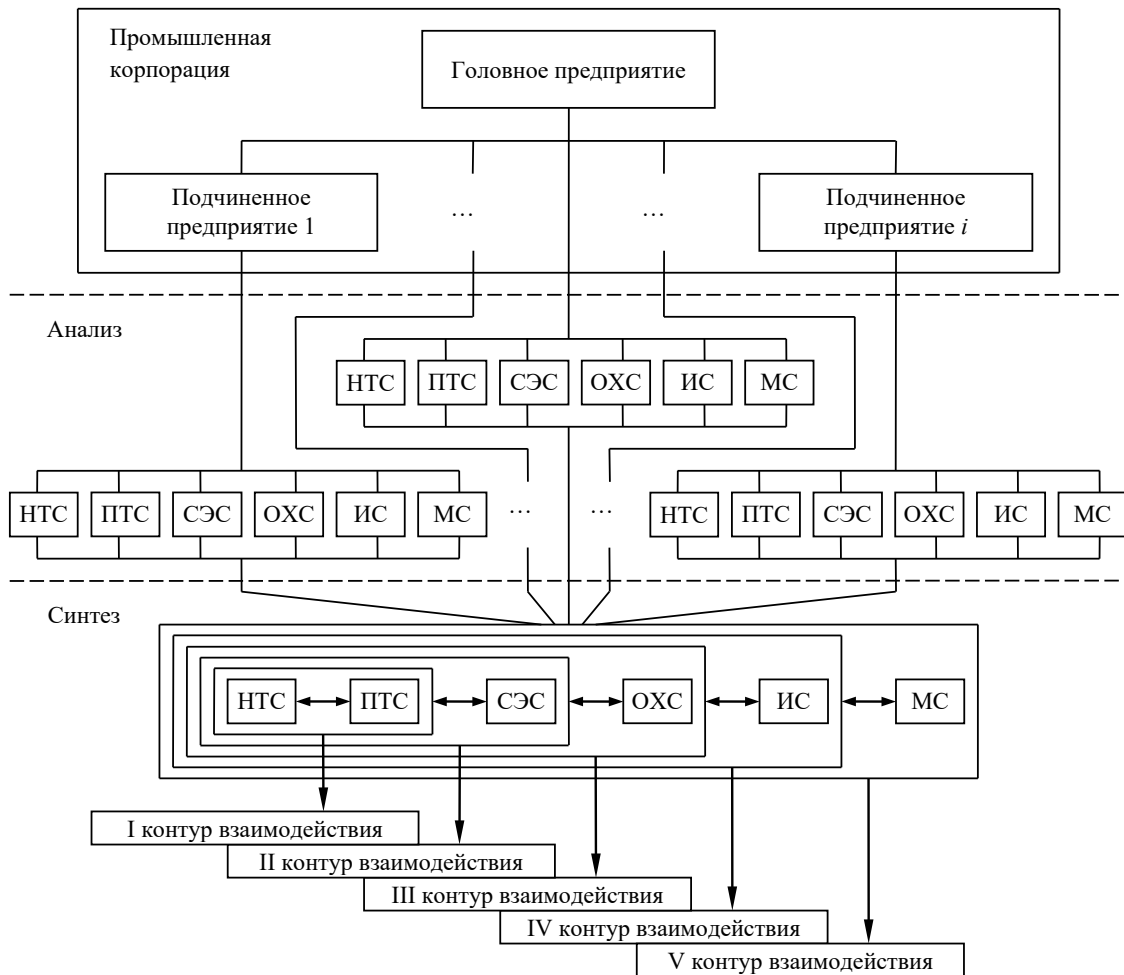 Промышленная
корпорация
Головное предприятие
Подчиненное
предприятие 1
…
…
Подчиненное
предприятие i
Анализ
НТС ПТС СЭС ОХС ИС МС
НТС ПТС СЭС ОХС ИС МС … … НТС ПТС СЭС ОХС ИС МС
Синтез
НТС ПТС СЭС ОХС ИС МС
I контур взаимодействия
II контур взаимодействия
III контур взаимодействия
IV контур взаимодействия
V контур взаимодействия